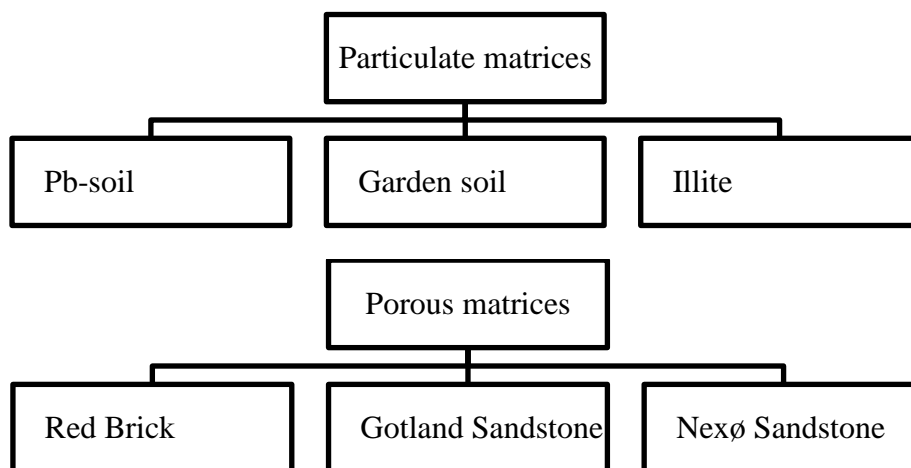 Particulate matrices
Pb-soil
Garden soil
Illite
Porous matrices
Red Brick
Gotland Sandstone
Nexø Sandstone